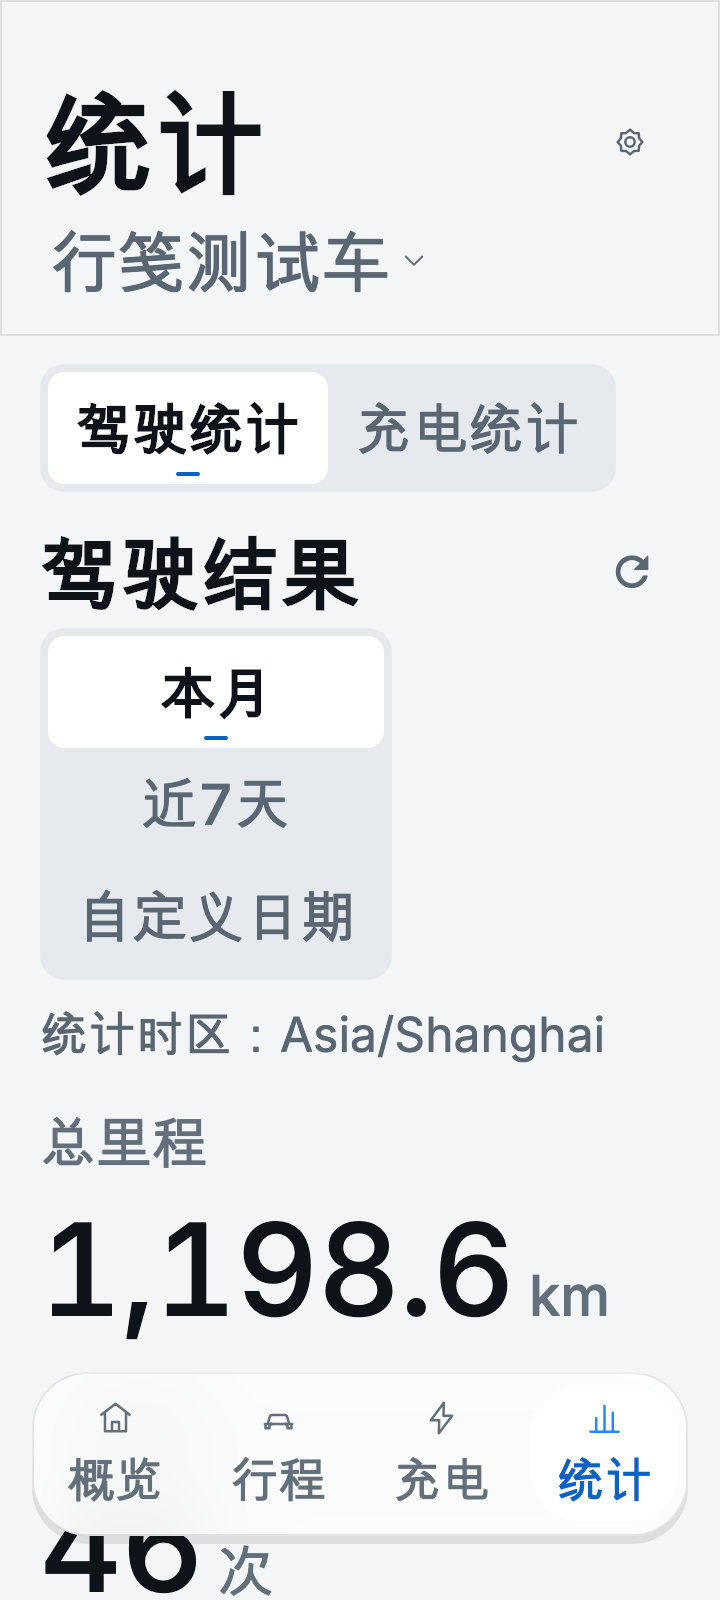 统计
行笺测试车
驾驶统计 充电统计
驾驶结果
本月
近7天
自定义日期
统计时区：Asia/Shanghai
总里程
1,198.6 km
46 次
概览 行程 充电 统计